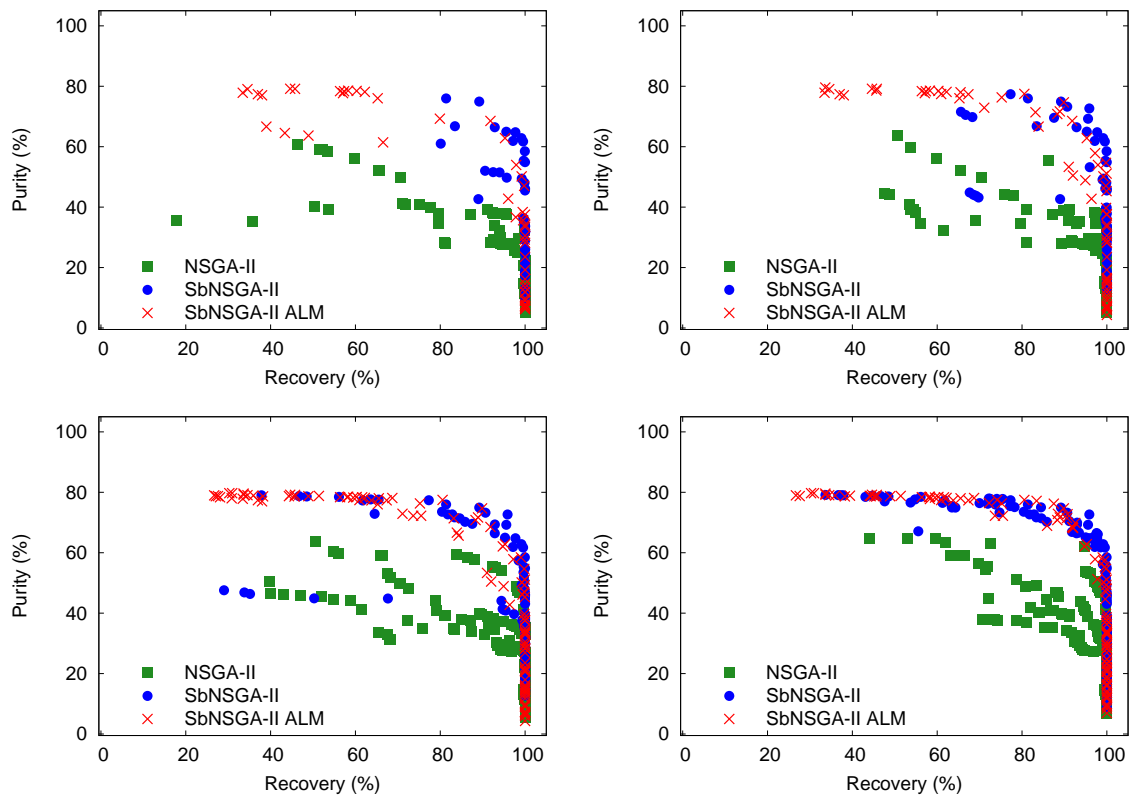 100
80
60
40
20
0
Purity (%)
NSGA-II
SbNSGA-II
SbNSGA-II ALM
0 20 40 60 80 100
Recovery (%)
100
80
60
40
20
0
Purity (%)
NSGA-II
SbNSGA-II
SbNSGA-II ALM
0 20 40 60 80 100
Recovery (%)
100
80
60
40
20
0
Purity (%)
NSGA-II
SbNSGA-II
SbNSGA-II ALM
0 20 40 60 80 100
Recovery (%)
100
80
60
40
20
0
Purity (%)
NSGA-II
SbNSGA-II
SbNSGA-II ALM
0 20 40 60 80 100
Recovery (%)